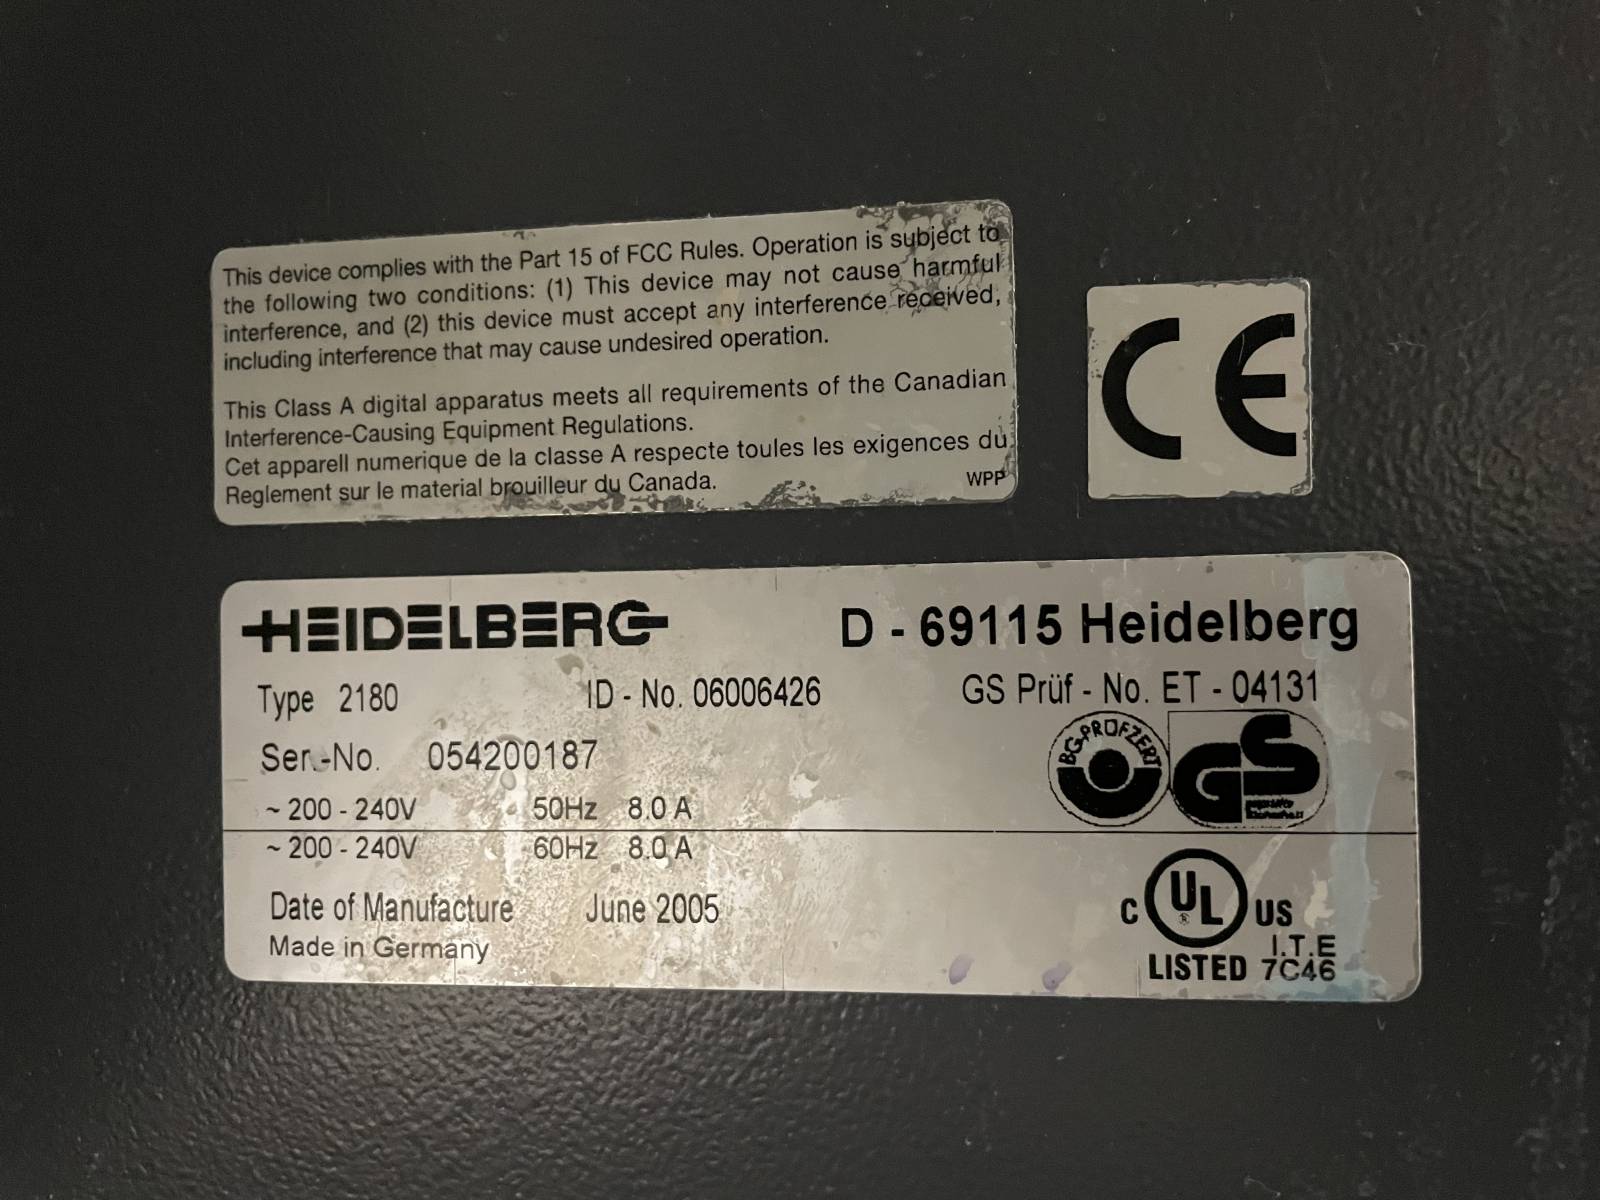 This device complies with the Part 15 of FCC Rules. Operation is subject to
the following two conditions: (1) This device may not cause harmful
interference, and (2) this device must accept any interference received,
including interference that may cause undesired operation.
This Class A digital apparatus meets all requirements of the Canadian
Interference-Causing Equipment Regulations.
Cet apparell numerique de la classe A respecte toules les exigences du
Reglement sur le material brouilleur du Canada. WPP
CE
HEIDELBERG D - 69115 Heidelberg
Type 2180 ID - No. 06006426 GS Prüf - No. ET - 04131
Ser.-No. 054200187
BG-PRÜFZERT GS
~ 200 - 240V 50Hz 8.0 A
~ 200 - 240V 60Hz 8.0 A
Date of Manufacture June 2005
Made in Germany
C UL ® US
I.T.E
LISTED 7C46